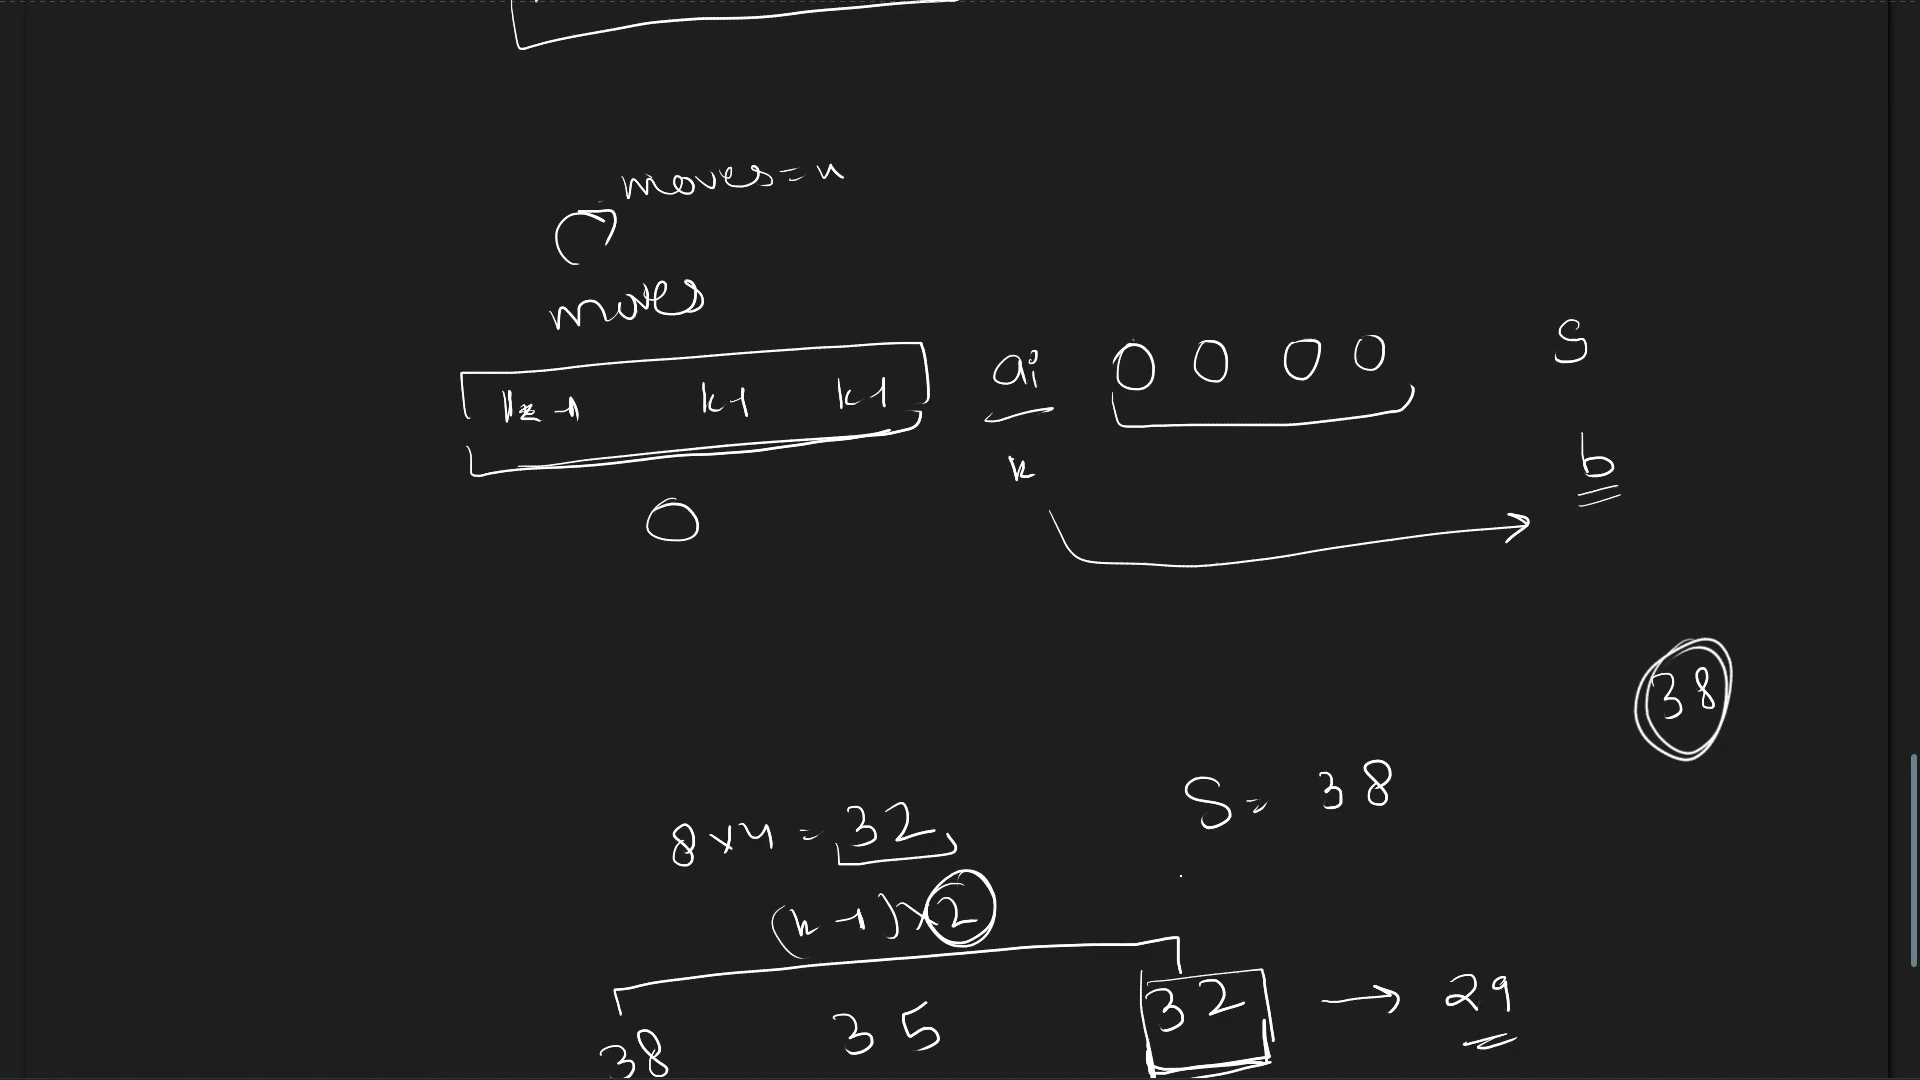 moves = n
moves
k-1 k-1 k-1 ai 0 0 0 0 S
k b
0
38
S = 38
8 x 4 = 32
(k-1) x 2
38 35 32 → 29